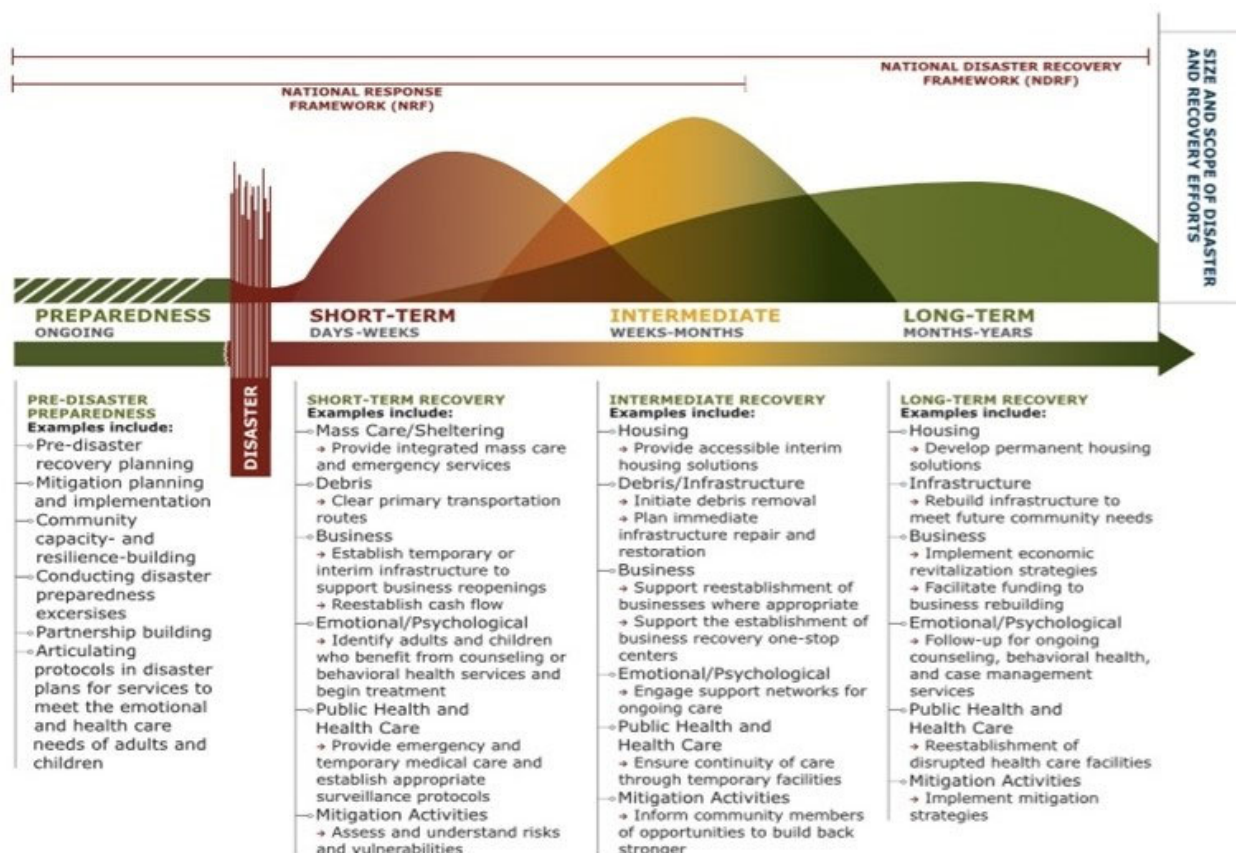 NATIONAL DISASTER RECOVERY
FRAMEWORK (NDRF)
NATIONAL RESPONSE
FRAMEWORK (NRF)
SIZE AND SCOPE OF DISASTER
AND RECOVERY EFFORTS
PREPAREDNESS
ONGOING
SHORT-TERM
DAYS-WEEKS
INTERMEDIATE
WEEKS-MONTHS
LONG-TERM
MONTHS-YEARS
DISASTER
PRE-DISASTER
PREPAREDNESS
Examples include:
Pre-disaster
recovery planning
Mitigation planning
and implementation
Community
capacity- and
resilience-building
Conducting disaster
preparedness
excersises
Partnership building
Articulating
protocols in disaster
plans for services to
meet the emotional
and health care
needs of adults and
children
SHORT-TERM RECOVERY
Examples include:
Mass Care/Sheltering
→ Provide integrated mass care
and emergency services
Debris
→ Clear primary transportation
routes
Business
→ Establish temporary or
interim infrastructure to
support business reopenings
→ Reestablish cash flow
Emotional/Psychological
→ Identify adults and children
who benefit from counseling or
behavioral health services and
begin treatment
Public Health and
Health Care
→ Provide emergency and
temporary medical care and
establish appropriate
surveillance protocols
Mitigation Activities
→ Assess and understand risks
and vulnerabilities
INTERMEDIATE RECOVERY
Examples include:
Housing
→ Provide accessible interim
housing solutions
Debris/Infrastructure
→ Initiate debris removal
→ Plan immediate
infrastructure repair and
restoration
Business
→ Support reestablishment of
businesses where appropriate
→ Support the establishment of
business recovery one-stop
centers
Emotional/Psychological
→ Engage support networks for
ongoing care
Public Health and
Health Care
→ Ensure continuity of care
through temporary facilities
Mitigation Activities
→ Inform community members
of opportunities to build back
stronger
LONG-TERM RECOVERY
Examples include:
Housing
→ Develop permanent housing
solutions
Infrastructure
→ Rebuild infrastructure to
meet future community needs
Business
→ Implement economic
revitalization strategies
→ Facilitate funding to
business rebuilding
Emotional/Psychological
→ Follow-up for ongoing
counseling, behavioral health,
and case management
services
Public Health and
Health Care
→ Reestablishment of
disrupted health care facilities
Mitigation Activities
→ Implement mitigation
strategies